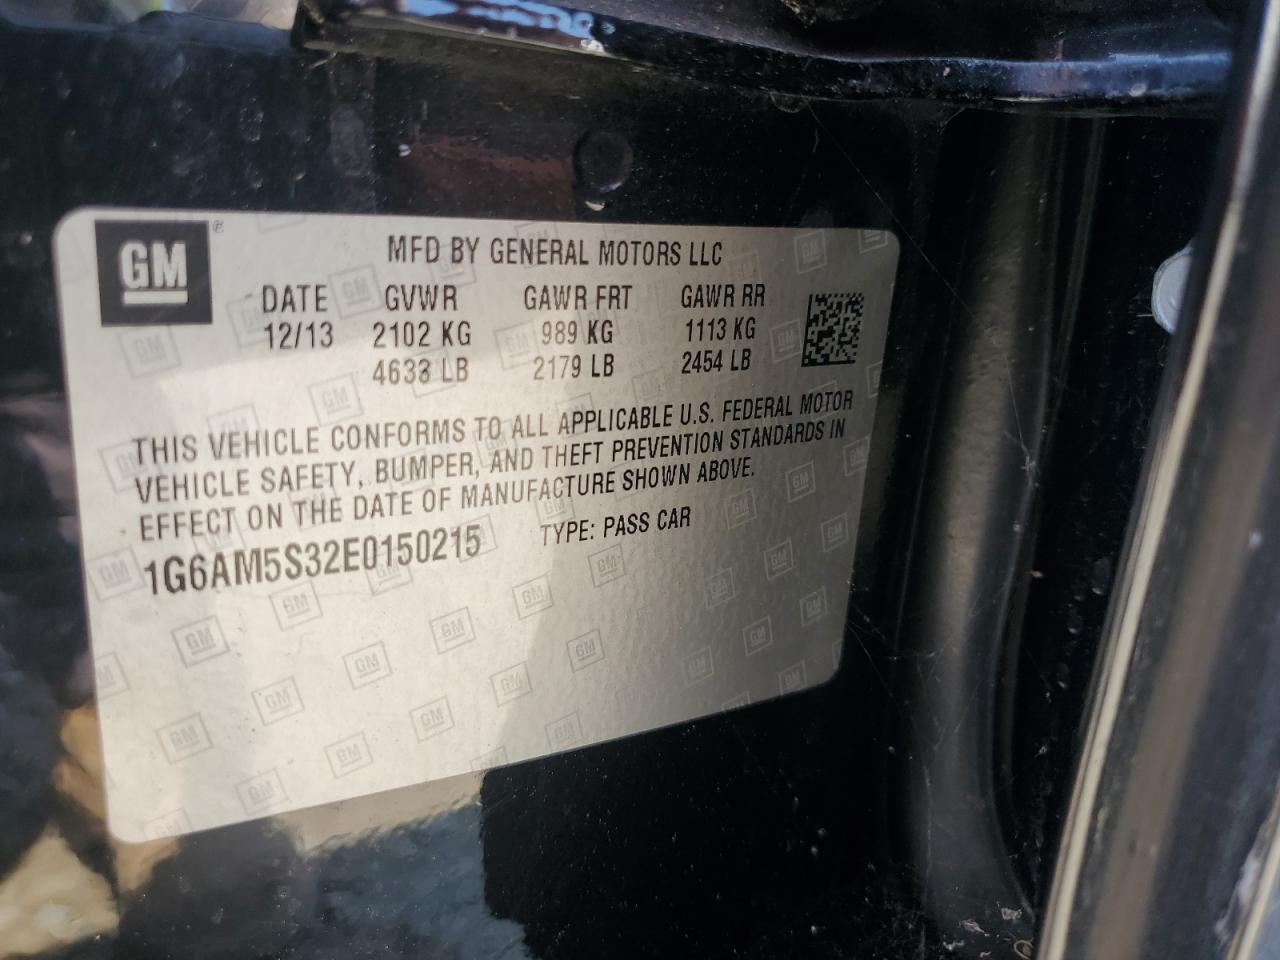 GM
MFD BY GENERAL MOTORS LLC
DATE GVWR GAWR FRT GAWR RR
12/13 2102 KG 989 KG 1113 KG
4633 LB 2179 LB 2454 LB
THIS VEHICLE CONFORMS TO ALL APPLICABLE U.S. FEDERAL MOTOR
VEHICLE SAFETY, BUMPER, AND THEFT PREVENTION STANDARDS IN
EFFECT ON THE DATE OF MANUFACTURE SHOWN ABOVE.
1G6AM5S32E0150215 TYPE: PASS CAR